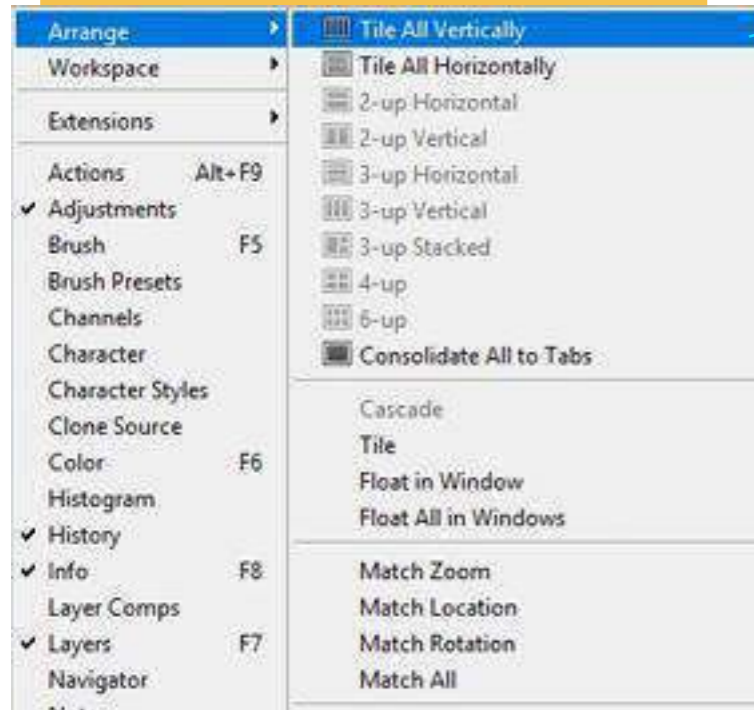 Arrange
Workspace
Extensions
Actions Alt+F9
✔ Adjustments
Brush F5
Brush Presets
Channels
Character
Character Styles
Clone Source
Color F6
Histogram
✔ History
✔ Info F8
Layer Comps
✔ Layers F7
Navigator
Tile All Vertically
Tile All Horizontally
2-up Horizontal
2-up Vertical
3-up Horizontal
3-up Vertical
3-up Stacked
4-up
6-up
Consolidate All to Tabs
Cascade
Tile
Float in Window
Float All in Windows
Match Zoom
Match Location
Match Rotation
Match All